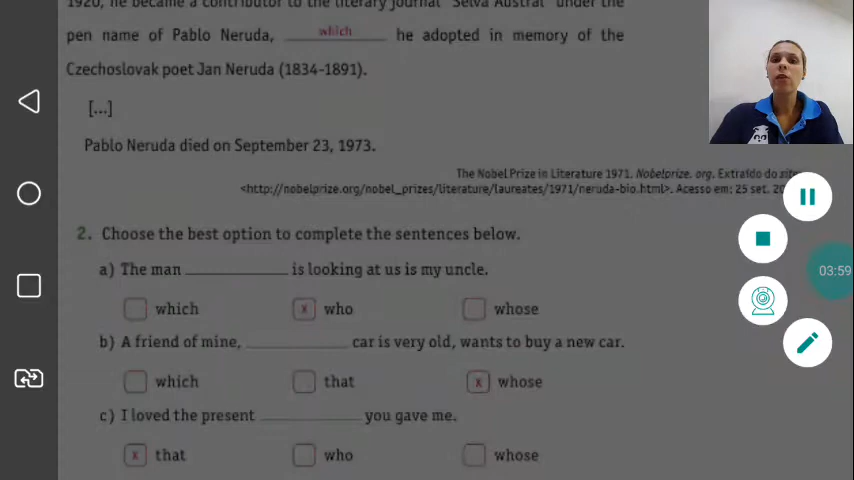 1920, he became a contributor to the literary journal "Selva Austral" under the
pen name of Pablo Neruda, which he adopted in memory of the
Czechoslovak poet Jan Neruda (1834-1891).
[...]
Pablo Neruda died on September 23, 1973.
The Nobel Prize in Literature 1971. Nobelprize. org. Extraído do site
<http://nobelprize.org/nobel_prizes/literature/laureates/1971/neruda-bio.html>. Acesso em: 25 set.
2. Choose the best option to complete the sentences below.
a) The man ____________ is looking at us is my uncle.
which x who whose
b) A friend of mine, ____________ car is very old, wants to buy a new car.
which that x whose
c) I loved the present ____________ you gave me.
x that who whose
03:59